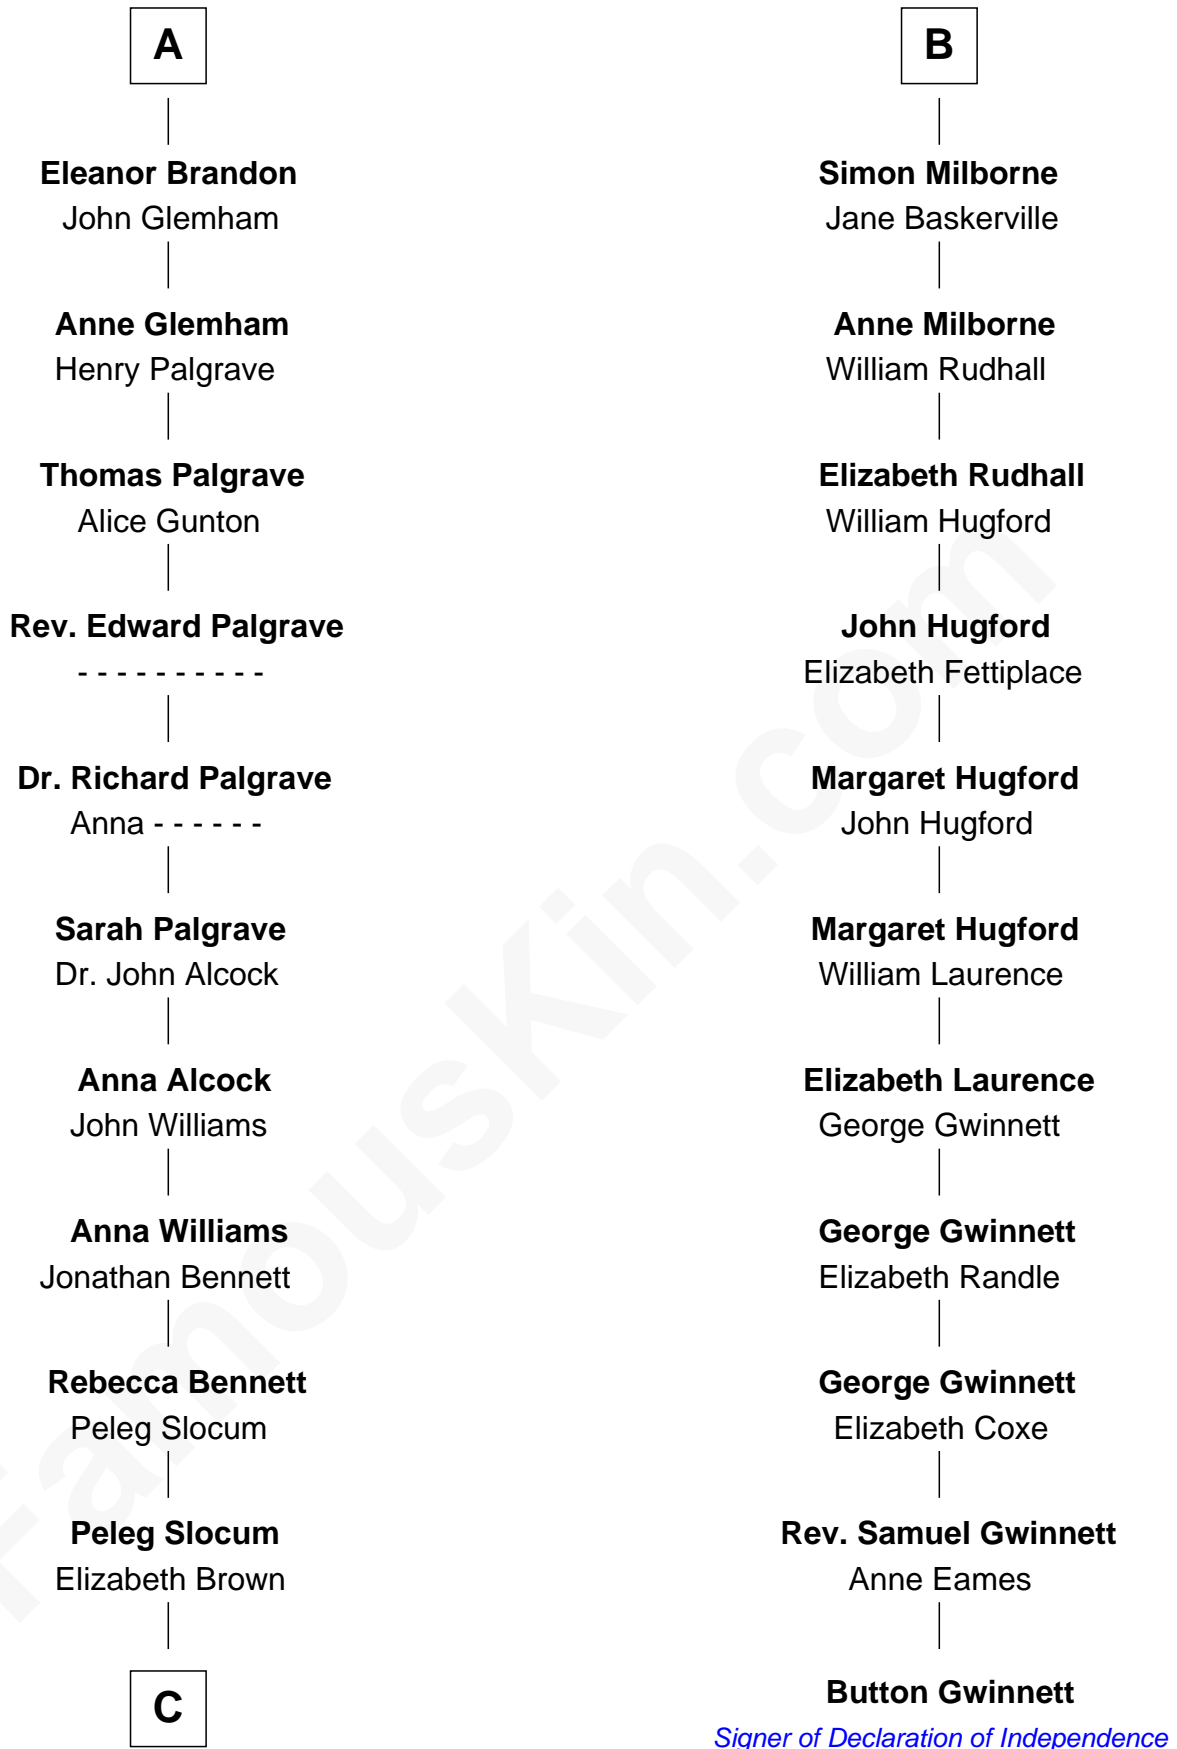 A
Eleanor Brandon
John Glemham
Anne Glemham
Henry Palgrave
Thomas Palgrave
Alice Gunton
Rev. Edward Palgrave
- - - - - - - - - -
Dr. Richard Palgrave
Anna - - - - - -
Sarah Palgrave
Dr. John Alcock
Anna Alcock
John Williams
Anna Williams
Jonathan Bennett
Rebecca Bennett
Peleg Slocum
Peleg Slocum
Elizabeth Brown
C
B
Simon Milborne
Jane Baskerville
Anne Milborne
William Rudhall
Elizabeth Rudhall
William Hugford
John Hugford
Elizabeth Fettiplace
Margaret Hugford
John Hugford
Margaret Hugford
William Laurence
Elizabeth Laurence
George Gwinnett
George Gwinnett
Elizabeth Randle
George Gwinnett
Elizabeth Coxe
Rev. Samuel Gwinnett
Anne Eames
Button Gwinnett
Signer of Declaration of Independence
FamousKin.com